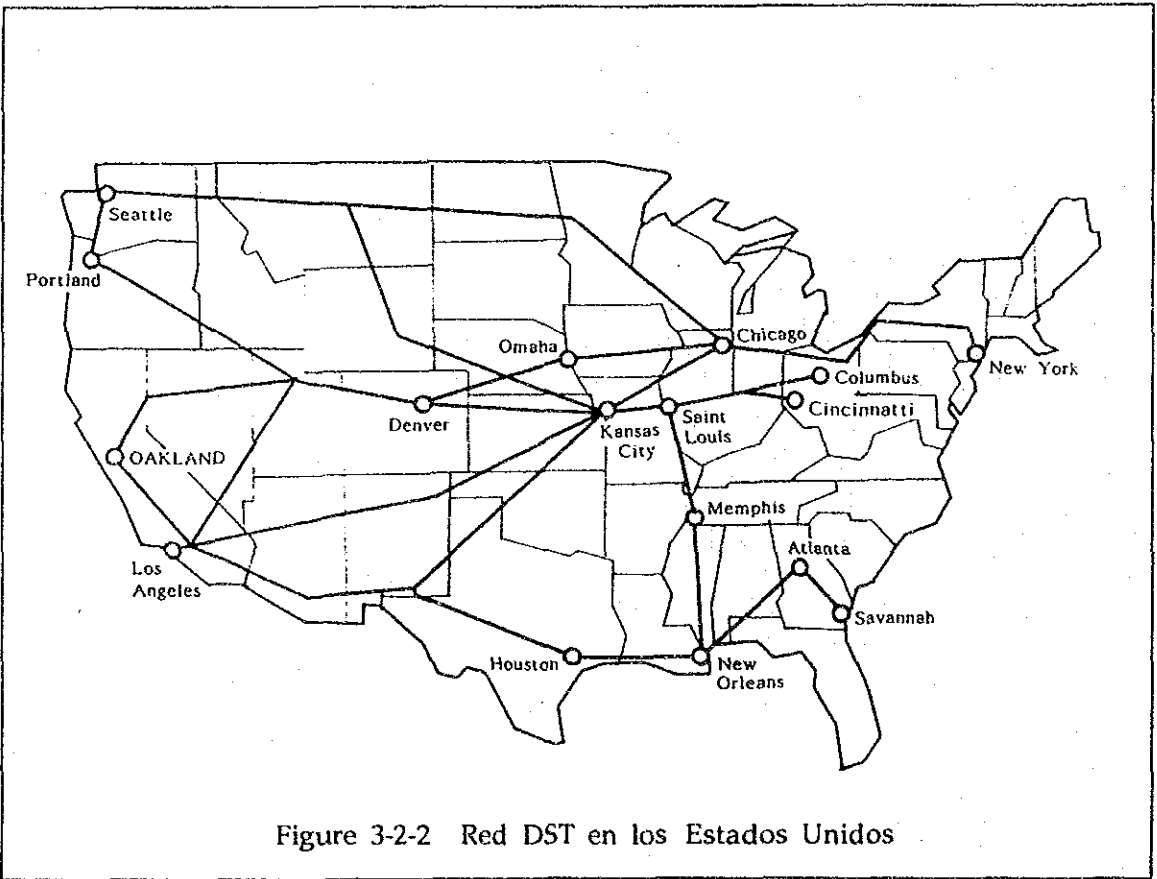 Seattle
Portland
Omaha
Chicago
New York
Columbus
Cincinnatti
Denver
Kansas
City
Saint
Louis
OAKLAND
Memphis
Atlanta
Los
Angeles
Savannah
Houston
New
Orleans
Figure 3-2-2 Red DST en los Estados Unidos